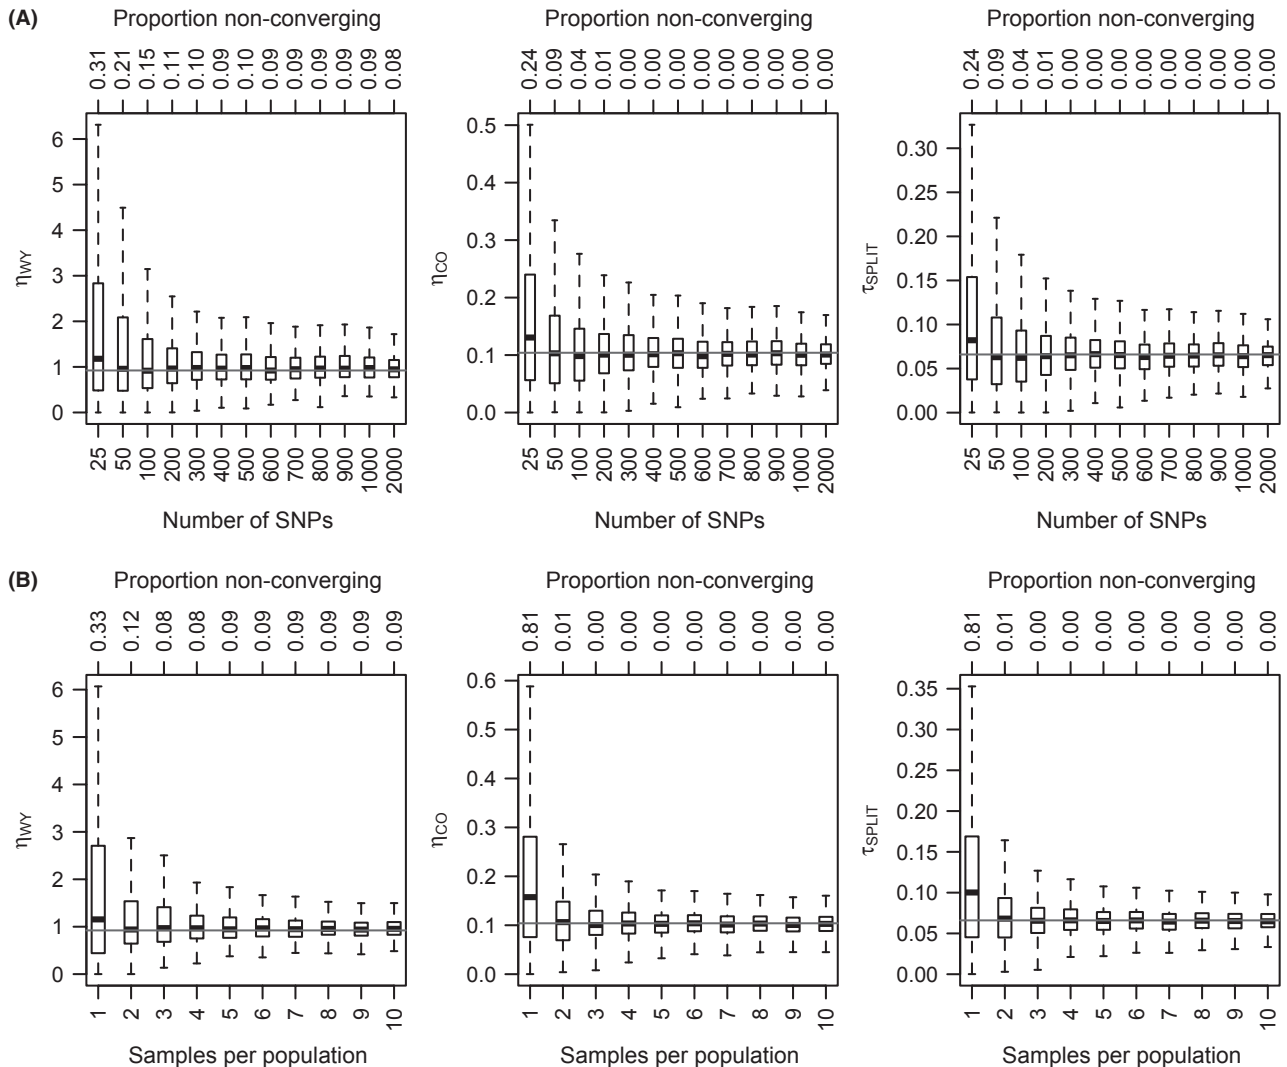 (A)
Proportion non-converging
0.31 0.21 0.15 0.11 0.10 0.09 0.10 0.09 0.09 0.09 0.09 0.09 0.08
6
5
4
3
2
1
0
ηWY
25 50 100 200 300 400 500 600 700 800 900 1000 2000
Number of SNPs
Proportion non-converging
0.24 0.09 0.04 0.01 0.00 0.00 0.00 0.00 0.00 0.00 0.00 0.00 0.00
0.5
0.4
0.3
0.2
0.1
0.0
ηCO
25 50 100 200 300 400 500 600 700 800 900 1000 2000
Number of SNPs
Proportion non-converging
0.24 0.09 0.04 0.01 0.00 0.00 0.00 0.00 0.00 0.00 0.00 0.00 0.00
0.30
0.25
0.20
0.15
0.10
0.05
0.00
τSPLIT
25 50 100 200 300 400 500 600 700 800 900 1000 2000
Number of SNPs
(B)
Proportion non-converging
0.33 0.12 0.08 0.08 0.09 0.09 0.09 0.09 0.09 0.09
6
5
4
3
2
1
0
ηWY
1 2 3 4 5 6 7 8 9 10
Samples per population
Proportion non-converging
0.81 0.01 0.00 0.00 0.00 0.00 0.00 0.00 0.00 0.00
0.6
0.5
0.4
0.3
0.2
0.1
0.0
ηCO
1 2 3 4 5 6 7 8 9 10
Samples per population
Proportion non-converging
0.81 0.01 0.00 0.00 0.00 0.00 0.00 0.00 0.00 0.00
0.35
0.30
0.25
0.20
0.15
0.10
0.05
0.00
τSPLIT
1 2 3 4 5 6 7 8 9 10
Samples per population